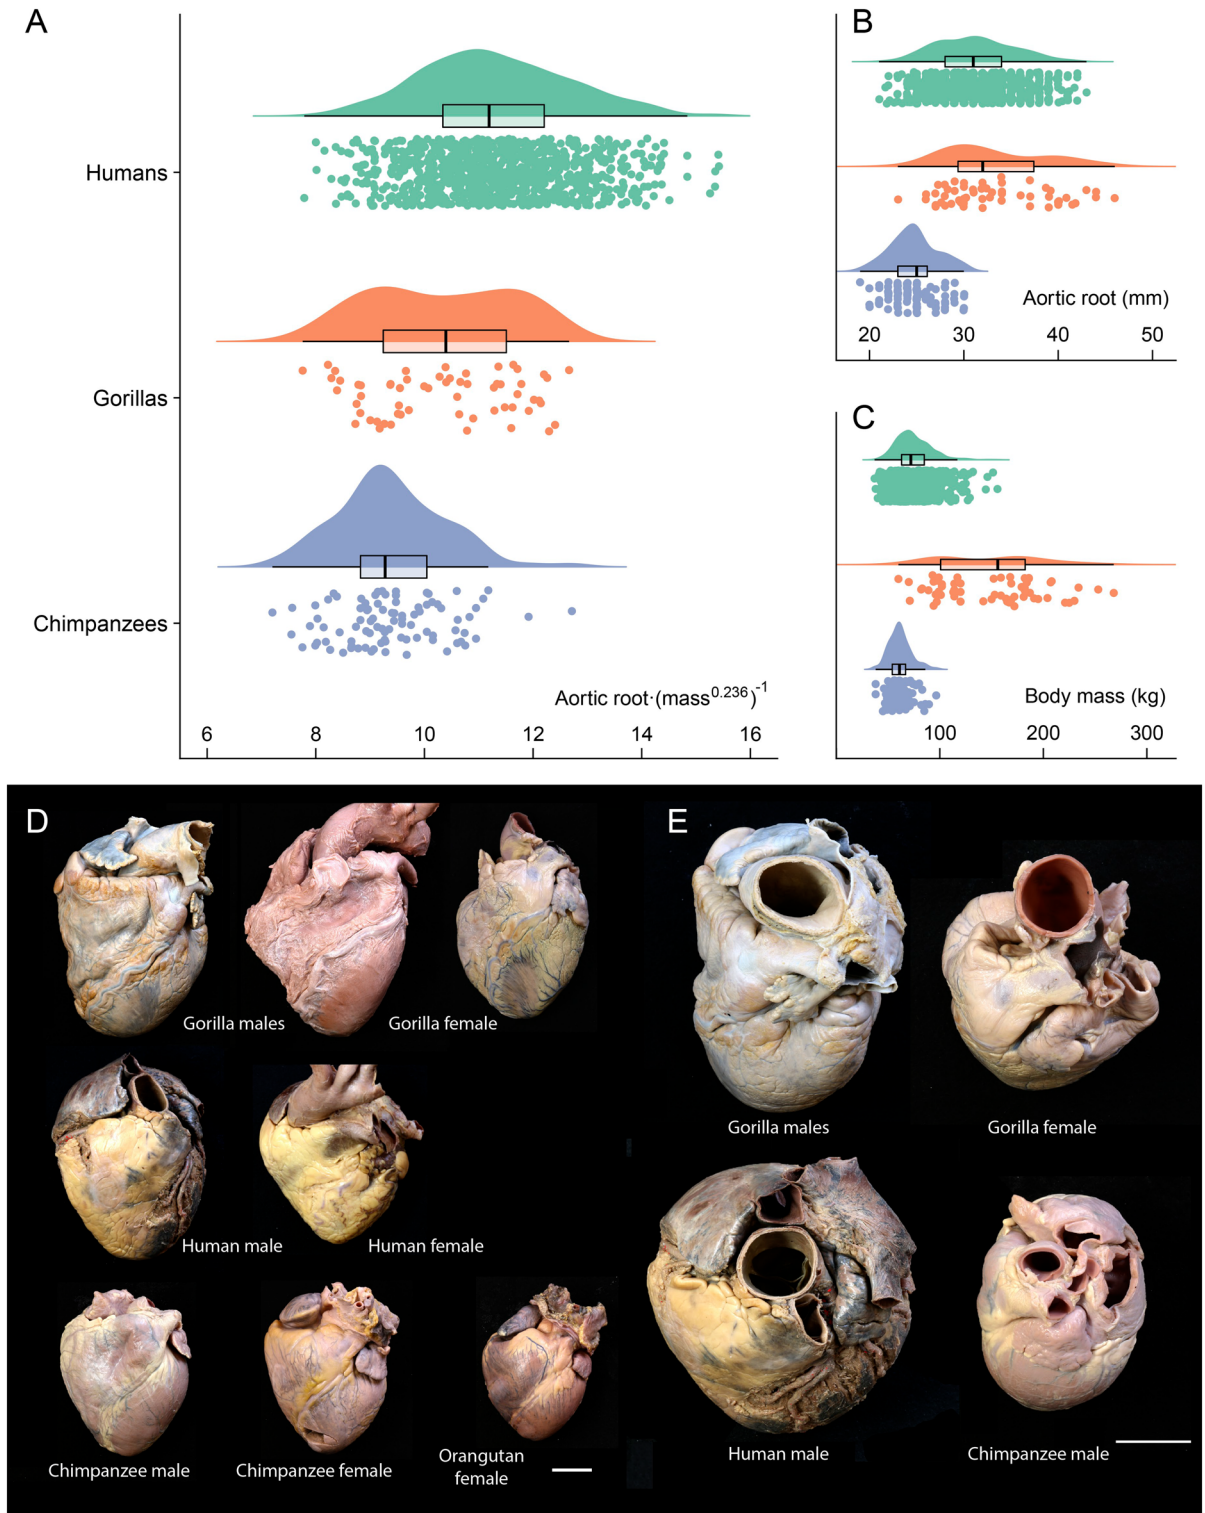 A
Humans
Gorillas
Chimpanzees
Aortic root·(mass^0.236)^-1
6 8 10 12 14 16
B
Aortic root (mm)
20 30 40 50
C
Body mass (kg)
100 200 300
D
Gorilla males
Gorilla female
Human male
Human female
Chimpanzee male
Chimpanzee female
Orangutan
female
E
Gorilla males
Gorilla female
Human male
Chimpanzee male